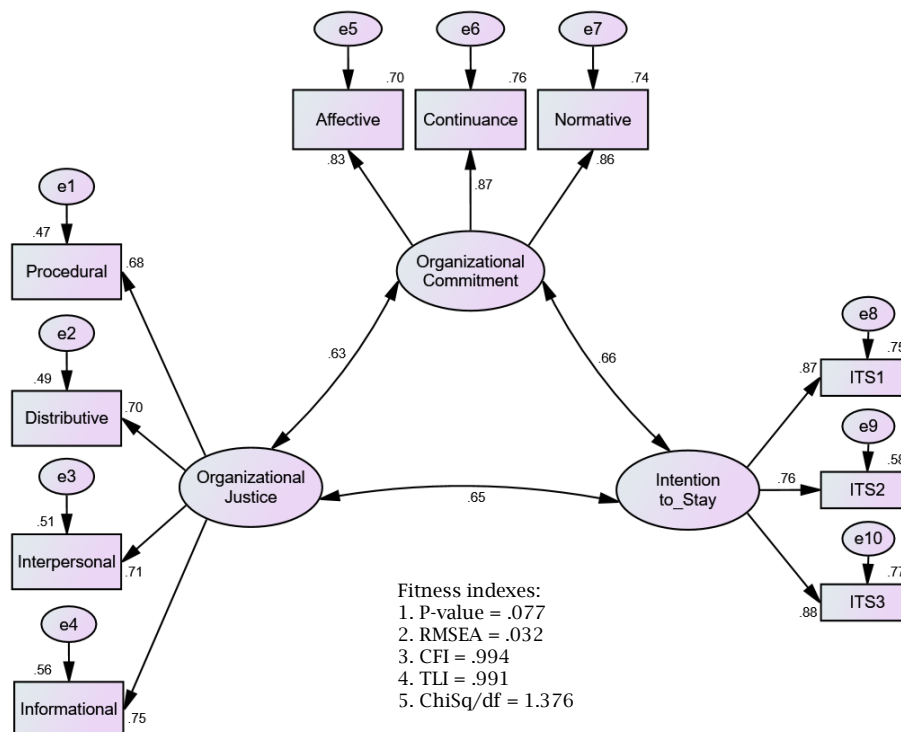 e5
e6
e7
.70
.76
.74
Affective
Continuance
Normative
.83
.87
.86
e1
.47
Procedural
.68
Organizational
Commitment
e2
.49
Distributive
.70
.63
.66
e8
.75
.87
ITS1
e9
.58
.76
ITS2
e3
.51
Interpersonal
.71
Organizational
Justice
.65
Intention
to_Stay
e10
.77
.88
ITS3
e4
.56
Informational
.75
Fitness indexes:
1. P-value = .077
2. RMSEA = .032
3. CFI = .994
4. TLI = .991
5. ChiSq/df = 1.376